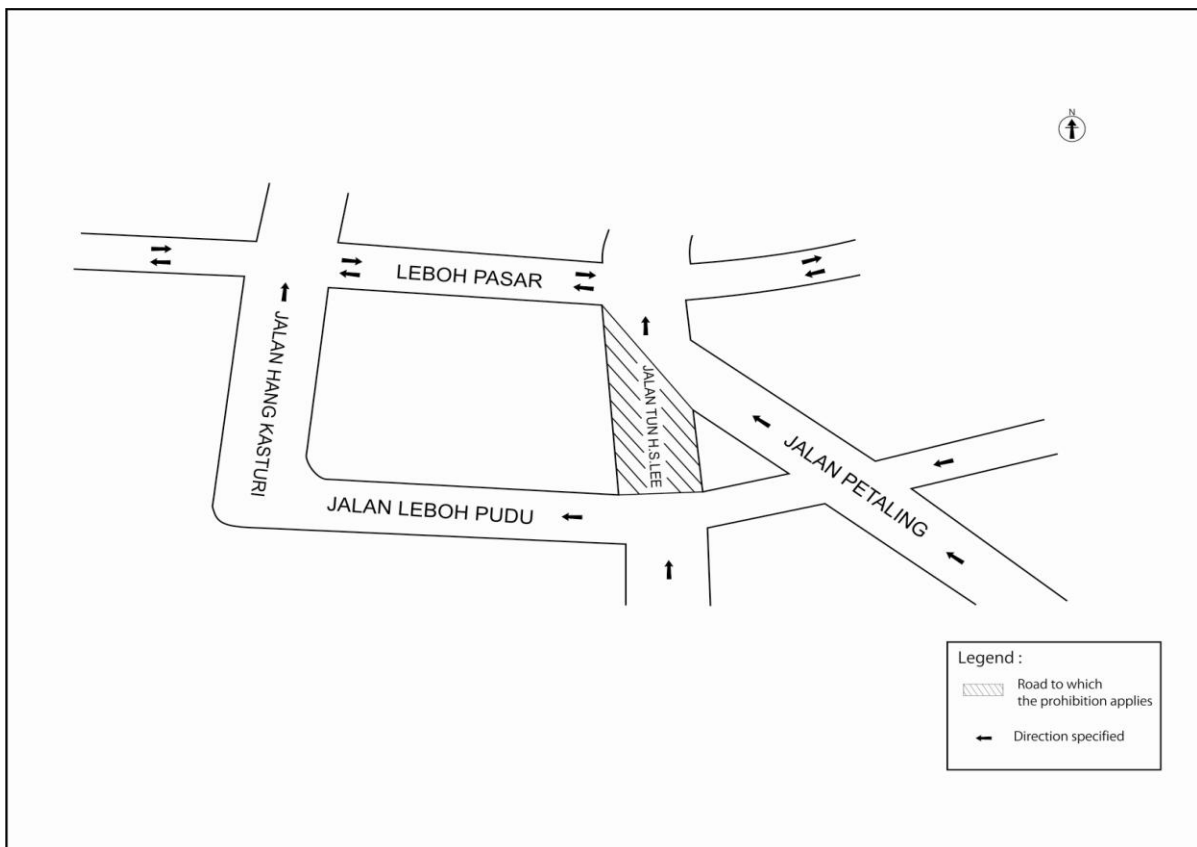 N
LEBOH PASAR
JALAN HANG KASTURI
JALAN TUN H.S.LEE
JALAN PETALING
JALAN LEBOH PUDU
Legend :
Road to which
the prohibition applies
Direction specified